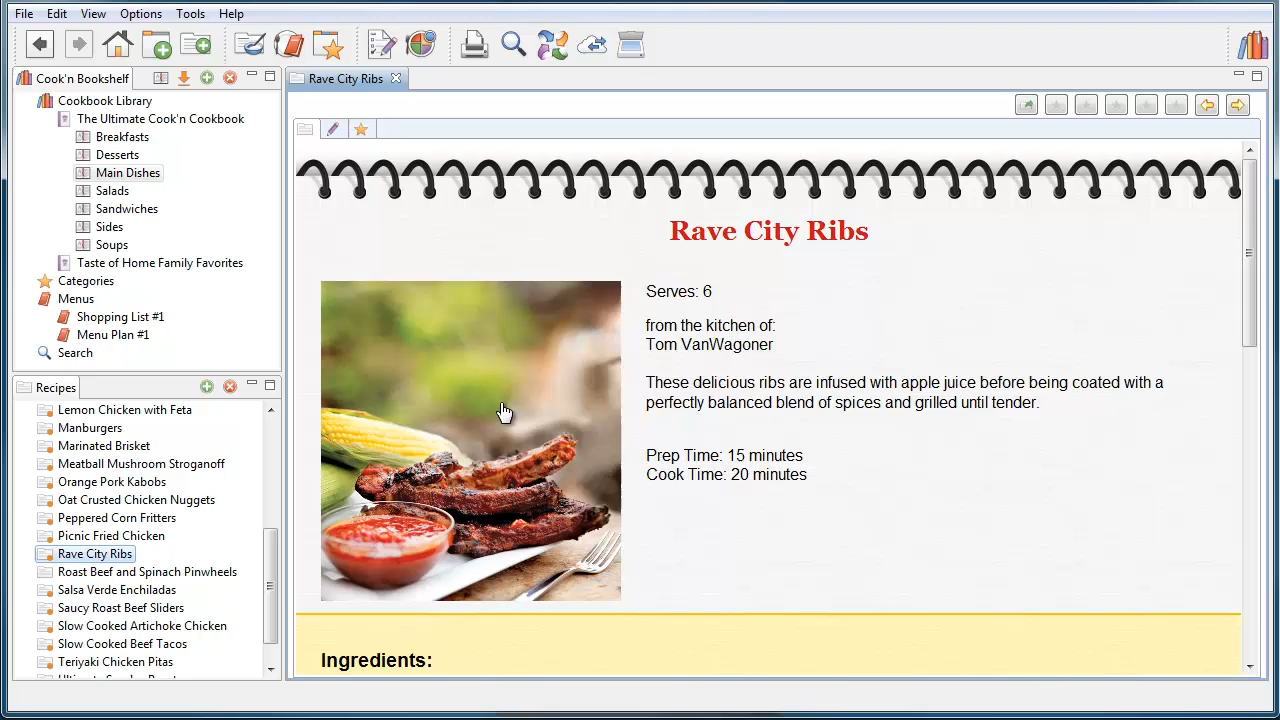 File Edit View Options Tools Help
Cook'n Bookshelf
Cookbook Library
The Ultimate Cook'n Cookbook
Breakfasts
Desserts
Main Dishes
Salads
Sandwiches
Sides
Soups
Taste of Home Family Favorites
Categories
Menus
Shopping List #1
Menu Plan #1
Search
Recipes
Lemon Chicken with Feta
Manburgers
Marinated Brisket
Meatball Mushroom Stroganoff
Orange Pork Kabobs
Oat Crusted Chicken Nuggets
Peppered Corn Fritters
Picnic Fried Chicken
Rave City Ribs
Roast Beef and Spinach Pinwheels
Salsa Verde Enchiladas
Saucy Roast Beef Sliders
Slow Cooked Artichoke Chicken
Slow Cooked Beef Tacos
Teriyaki Chicken Pitas
Rave City Ribs
Rave City Ribs
Serves: 6
from the kitchen of:
Tom VanWagoner
These delicious ribs are infused with apple juice before being coated with a
perfectly balanced blend of spices and grilled until tender.
Prep Time: 15 minutes
Cook Time: 20 minutes
Ingredients: